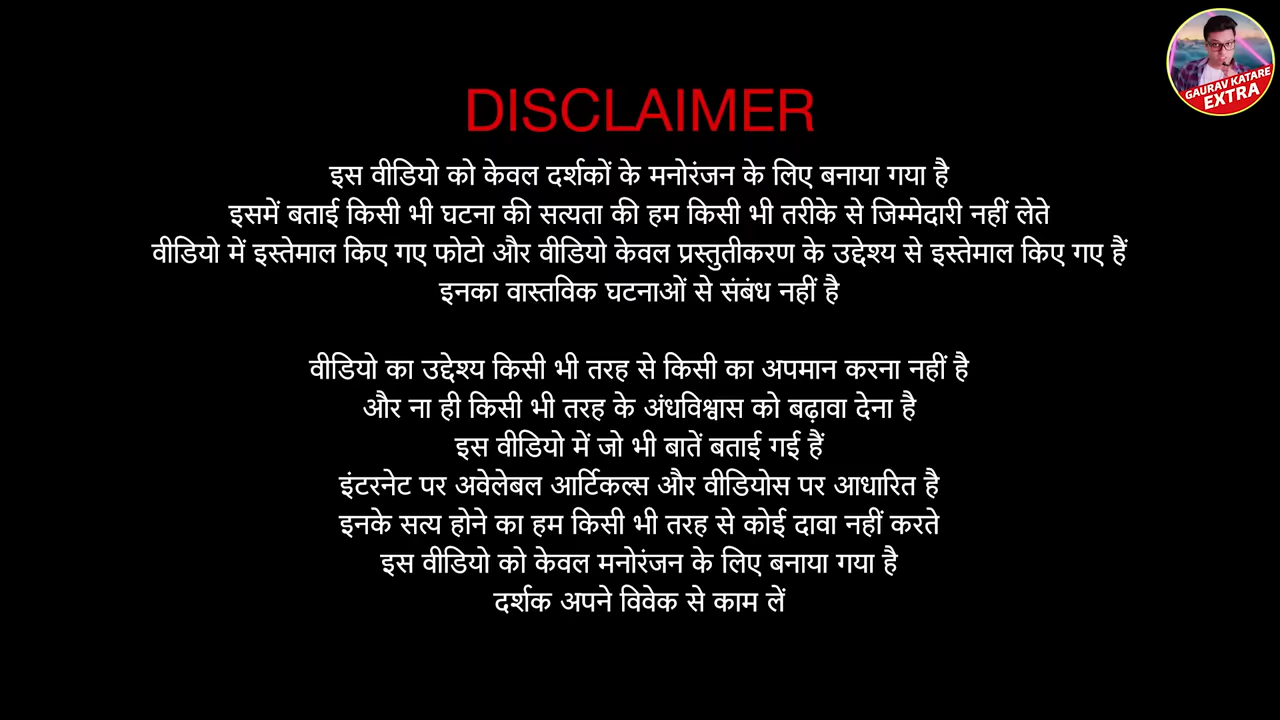 DISCLAIMER
इस वीडियो को केवल दर्शकों के मनोरंजन के लिए बनाया गया है
इसमें बताई किसी भी घटना की सत्यता की हम किसी भी तरीके से जिम्मेदारी नहीं लेते
वीडियो में इस्तेमाल किए गए फोटो और वीडियो केवल प्रस्तुतीकरण के उद्देश्य से इस्तेमाल किए गए हैं
इनका वास्तविक घटनाओं से संबंध नहीं है
वीडियो का उद्देश्य किसी भी तरह से किसी का अपमान करना नहीं है
और ना ही किसी भी तरह के अंधविश्वास को बढ़ावा देना है
इस वीडियो में जो भी बातें बताई गई हैं
इंटरनेट पर अवेलेबल आर्टिकल्स और वीडियोस पर आधारित है
इनके सत्य होने का हम किसी भी तरह से कोई दावा नहीं करते
इस वीडियो को केवल मनोरंजन के लिए बनाया गया है
दर्शक अपने विवेक से काम लें
GAURAV KATARE
EXTRA